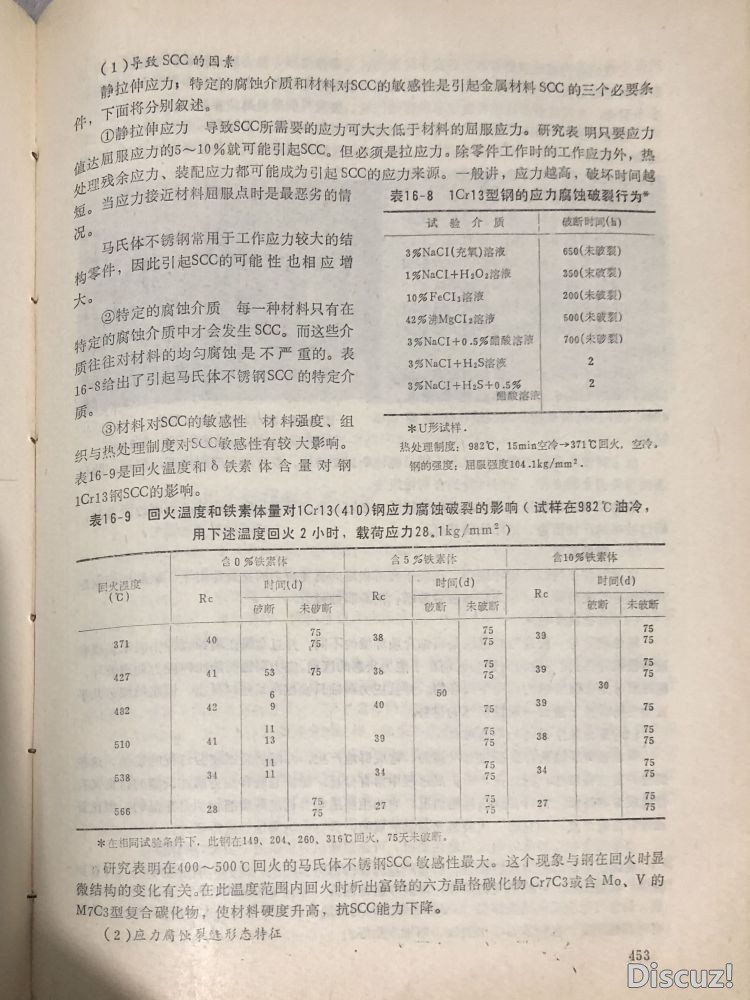 (1)导致SCC的因素
静拉伸应力；特定的腐蚀介质和材料对SCC的敏感性是引起金属材料SCC的三个必要条
件，下面将分别叙述。
①静拉伸应力 导致SCC所需要的应力可大大低于材料的屈服应力。研究表明只要应力
值达屈服应力的5～10％就可能引起SCC。但必须是拉应力。除零件工作时的工作应力外，热
处理残余应力、装配应力都可能成为引起SCC的应力来源。一般讲，应力越高，破坏时间越
短。当应力接近材料屈服点时是最恶劣的情
况。
马氏体不锈钢常用于工作应力较大的结
构零件，因此引起SCC的可能性也相应增
大。
②特定的腐蚀介质 每一种材料只有在
特定的腐蚀介质中才会发生SCC。而这些介
质往往对材料的均匀腐蚀是不严重的。表
16-8给出了引起马氏体不锈钢SCC的特定介
质。
③材料对SCC的敏感性 材料强度、组
织与热处理制度对SCC敏感性有较大影响。
表16-9是回火温度和δ铁素体含量对钢
1Cr13钢SCC的影响。
表16-8 1Cr13型钢的应力腐蚀破裂行为*
试验介质 破断时间(h)
3％NaCl(充氧)溶液 650(未破裂)
1％NaCl+H₂O₂溶液 350(未破裂)
10％FeCl₃溶液 200(未破裂)
42％沸MgCl₂溶液 500(未破裂)
3％NaCl+0.5％醋酸溶液 700(未破裂)
3％NaCl+H₂S溶液 2
3％NaCl+H₂S+0.5％ 2
醋酸溶液
*U形试样．
热处理制度：982℃，15min空冷→371℃回火，空冷。
钢的强度：屈服强度104.1kg/mm²．
表16-9 回火温度和铁素体量对1Cr13(410)钢应力腐蚀破裂的影响（试样在982℃油冷，
用下述温度回火2小时，载荷应力28.1kg/mm²）
回火温度 含0％铁素体 含5％铁素体 含10％铁素体
(℃) Rc 时间(d) Rc 时间(d) Rc 时间(d)
破断 未破断 破断 未破断 破断 未破断
75 75 75
371 40 75 38 75 39 75
75 75
427 41 53 75 38 75 39 75
6 50 30
482 42 9 40 75 39 75
11 75 75
510 41 13 39 75 38 75
11 75 75
538 34 11 34 75 34 75
75 75 75
566 28 75 27 75 27 75
*在相同试验条件下，此钢在149、204、260、316℃回火，75天未破断。
研究表明在400～500℃回火的马氏体不锈钢SCC敏感性最大。这个现象与钢在回火时显
微结构的变化有关。在此温度范围内回火时析出富铬的六方晶格碳化物Cr7C3或含Mo、V的
M7C3型复合碳化物，使材料硬度升高，抗SCC能力下降。
(2)应力腐蚀裂缝形态特征
453
Discuz!